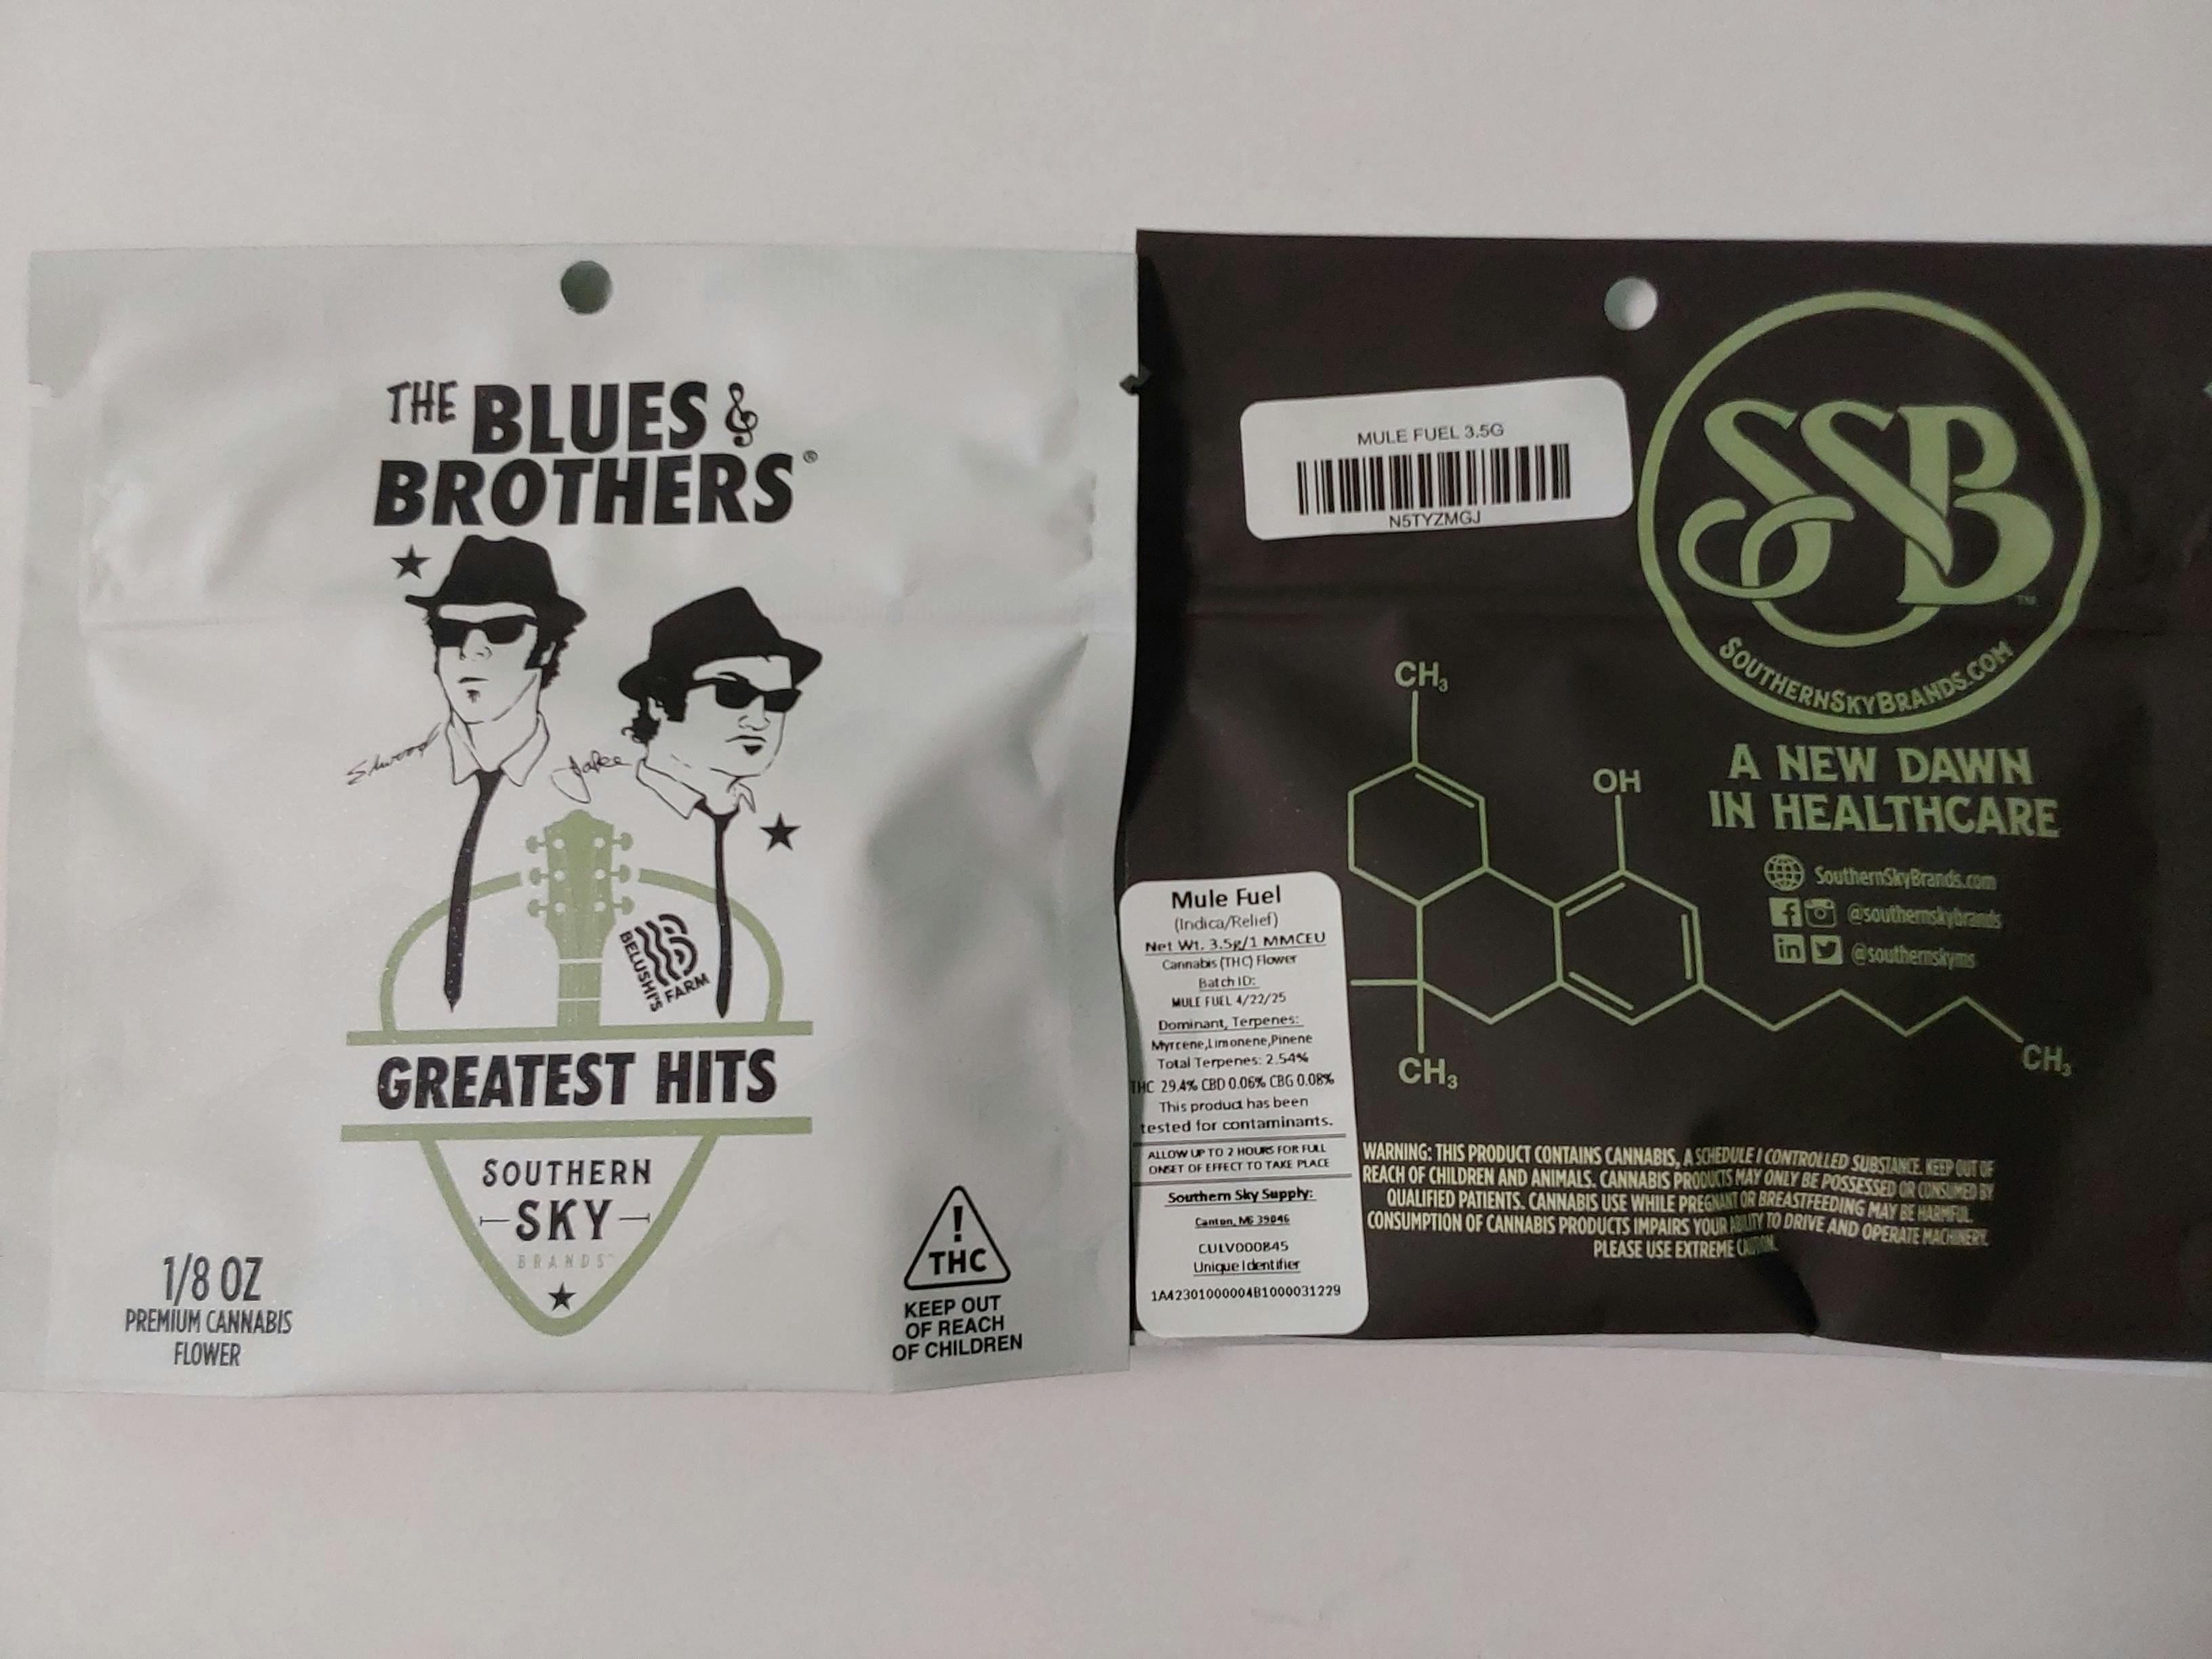 THE BLUES
BROTHERS®
Elwood
Jake
BELUSHI'S FARM
GREATEST HITS
SOUTHERN
SKY
BRANDS
1/8 OZ
PREMIUM CANNABIS
FLOWER
!
THC
KEEP OUT
OF REACH
OF CHILDREN
MULE FUEL 3.5G
N5TYZMGJ
SSB
TM
SOUTHERNSKYBRANDS.COM
A NEW DAWN
IN HEALTHCARE
SouthernSkyBrands.com
@southernskybrands
@southernskyms
CH₃
OH
CH₃
CH₃
Mule Fuel
(Indica/Relief)
Net Wt. 3.5g/1 MMCEU
Cannabis (THC) Flower
Batch ID:
MULE FUEL 4/22/25
Dominant, Terpenes:
Myrcene,Limonene,Pinene
Total Terpenes: 2.54%
THC 29.4% CBD 0.06% CBG 0.08%
This product has been
tested for contaminants.
ALLOW UP TO 2 HOURS FOR FULL
ONSET OF EFFECT TO TAKE PLACE
Southern Sky Supply:
Canton, MS 39046
CULV000845
Unique Identifier
1A42301000004B1000031229
WARNING: THIS PRODUCT CONTAINS CANNABIS, A SCHEDULE I CONTROLLED SUBSTANCE. KEEP OUT OF
REACH OF CHILDREN AND ANIMALS. CANNABIS PRODUCTS MAY ONLY BE POSSESSED OR CONSUMED BY
QUALIFIED PATIENTS. CANNABIS USE WHILE PREGNANT OR BREASTFEEDING MAY BE HARMFUL.
CONSUMPTION OF CANNABIS PRODUCTS IMPAIRS YOUR ABILITY TO DRIVE AND OPERATE MACHINERY.
PLEASE USE EXTREME CAUTION.